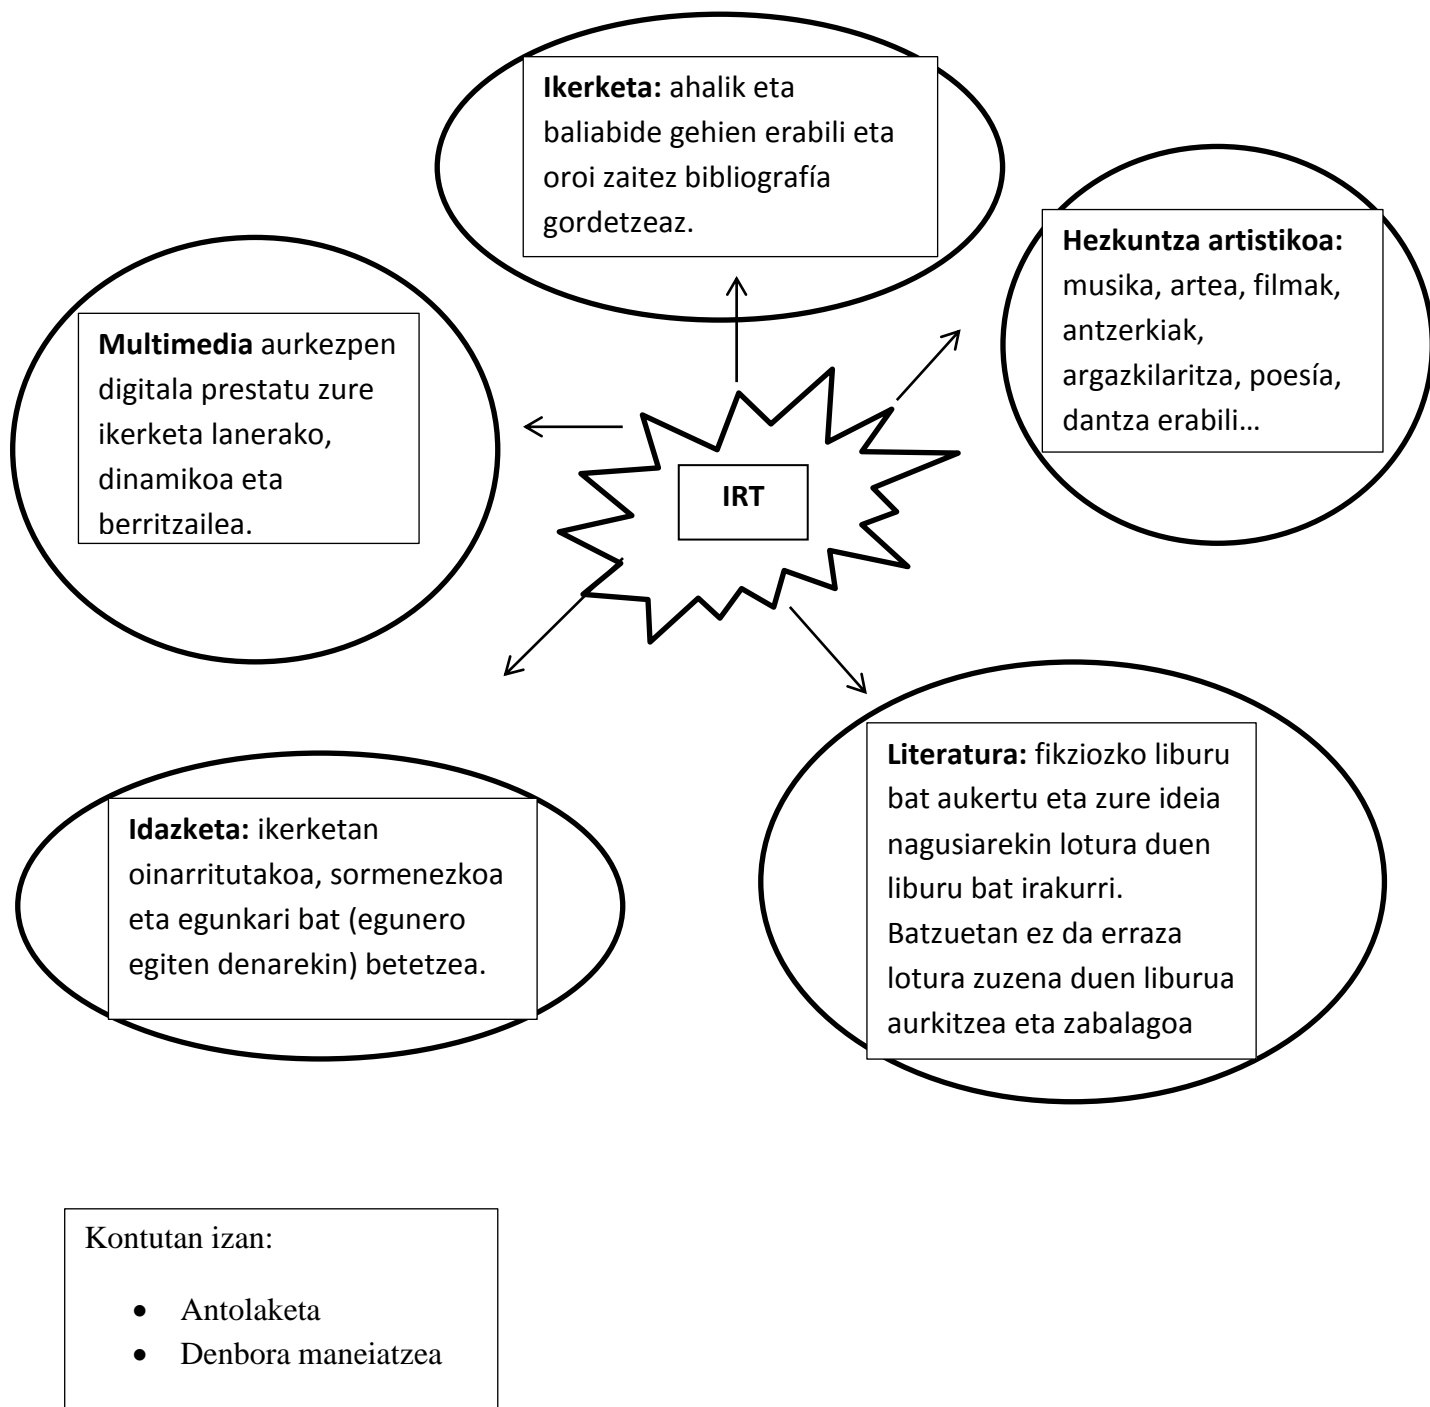 Ikerketa: ahalik eta
baliabide gehien erabili eta
oroi zaitez bibliografía
gordetzeaz.
Hezkuntza artistikoa:
musika, artea, filmak,
antzerkiak,
argazkilaritza, poesía,
dantza erabili…
Multimedia aurkezpen
digitala prestatu zure
ikerketa lanerako,
dinamikoa eta
berritzailea.
IRT
Literatura: fikziozko liburu
bat aukertu eta zure ideia
nagusiarekin lotura duen
liburu bat irakurri.
Batzuetan ez da erraza
lotura zuzena duen liburua
aurkitzea eta zabalagoa
Idazketa: ikerketan
oinarritutakoa, sormenezkoa
eta egunkari bat (egunero
egiten denarekin) betetzea.
Kontutan izan:
• Antolaketa
• Denbora maneiatzea